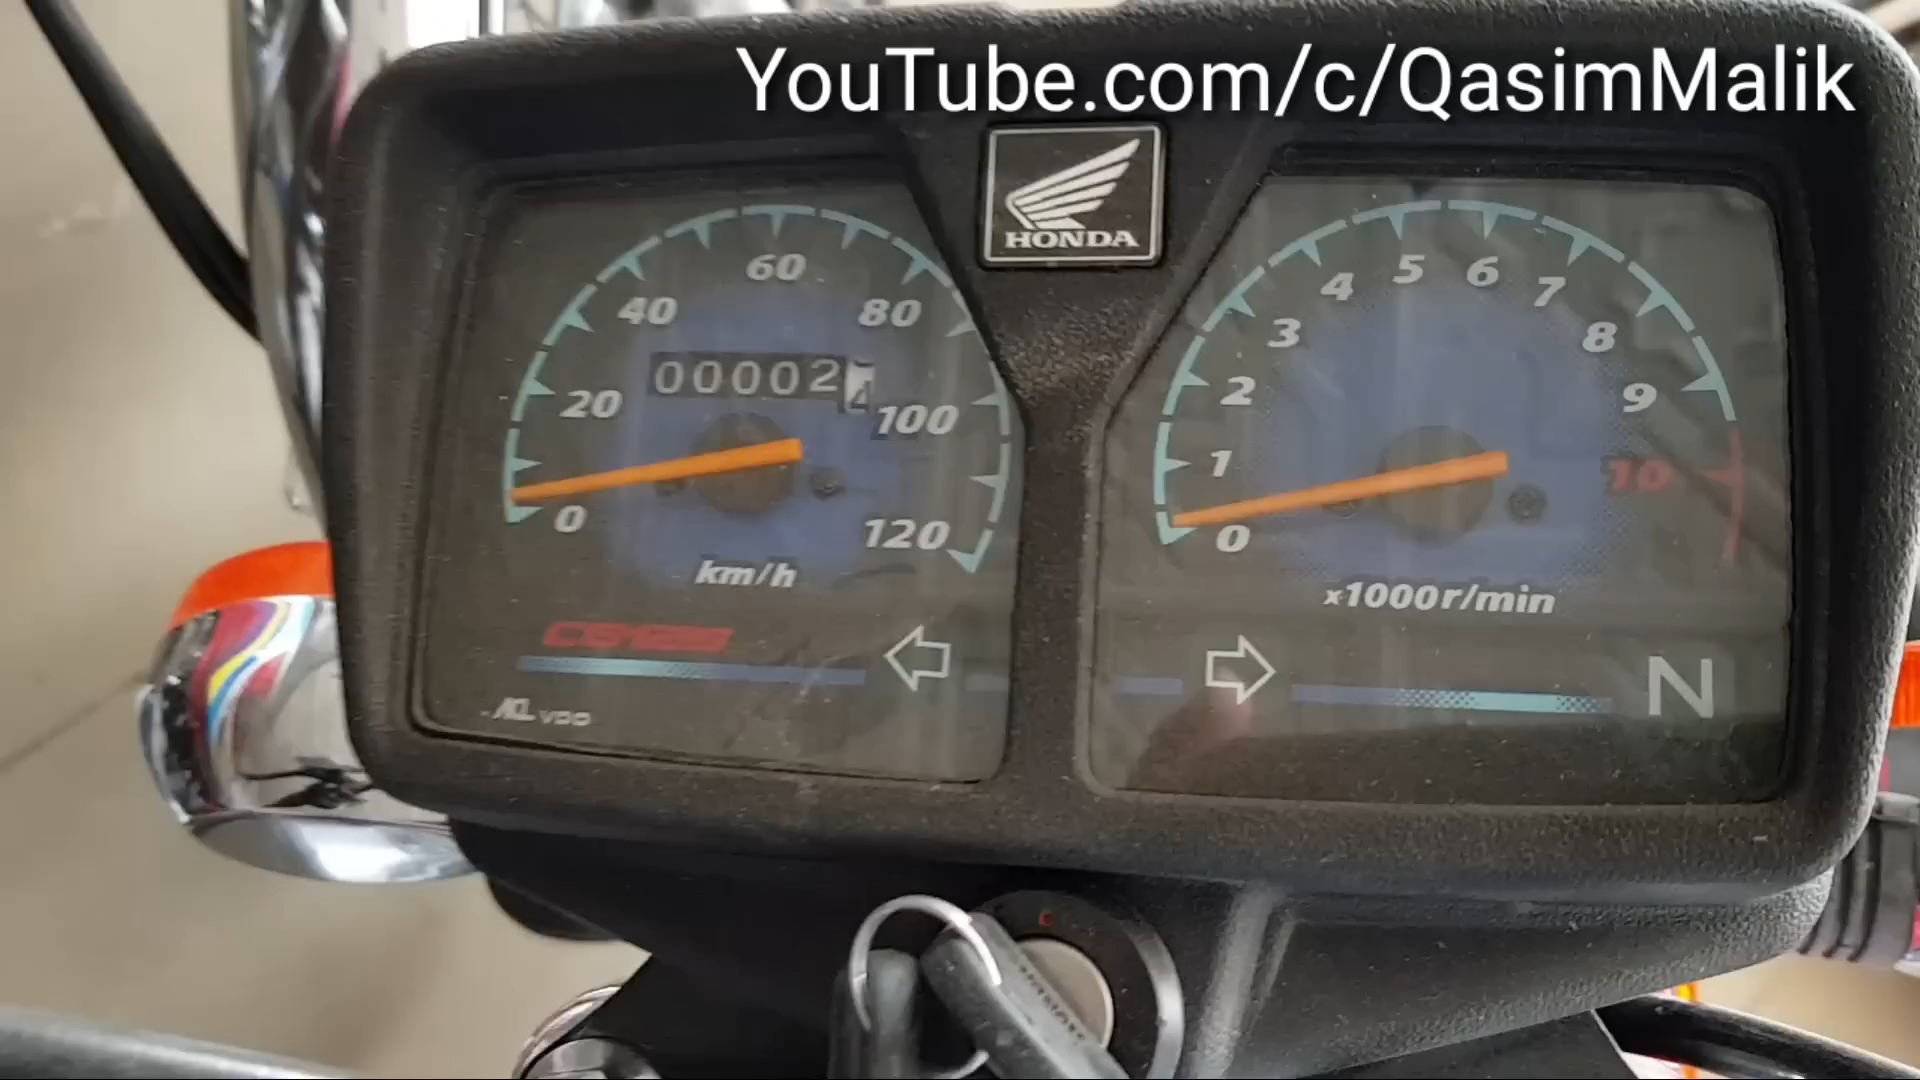 YouTube.com/c/QasimMalik
HONDA
0 20 40 60 80 100 120
00002
km/h
CG125
AKL VDO
0 1 2 3 4 5 6 7 8 9 10
x1000r/min
N